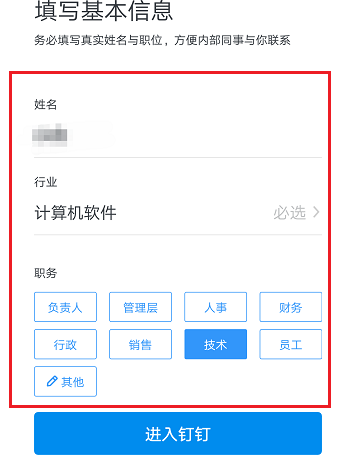 填写基本信息
务必填写真实姓名与职位，方便内部同事与你联系
姓名
行业
计算机软件 必选
职务
负责人 管理层 人事 财务
行政 销售 技术 员工
其他
进入钉钉